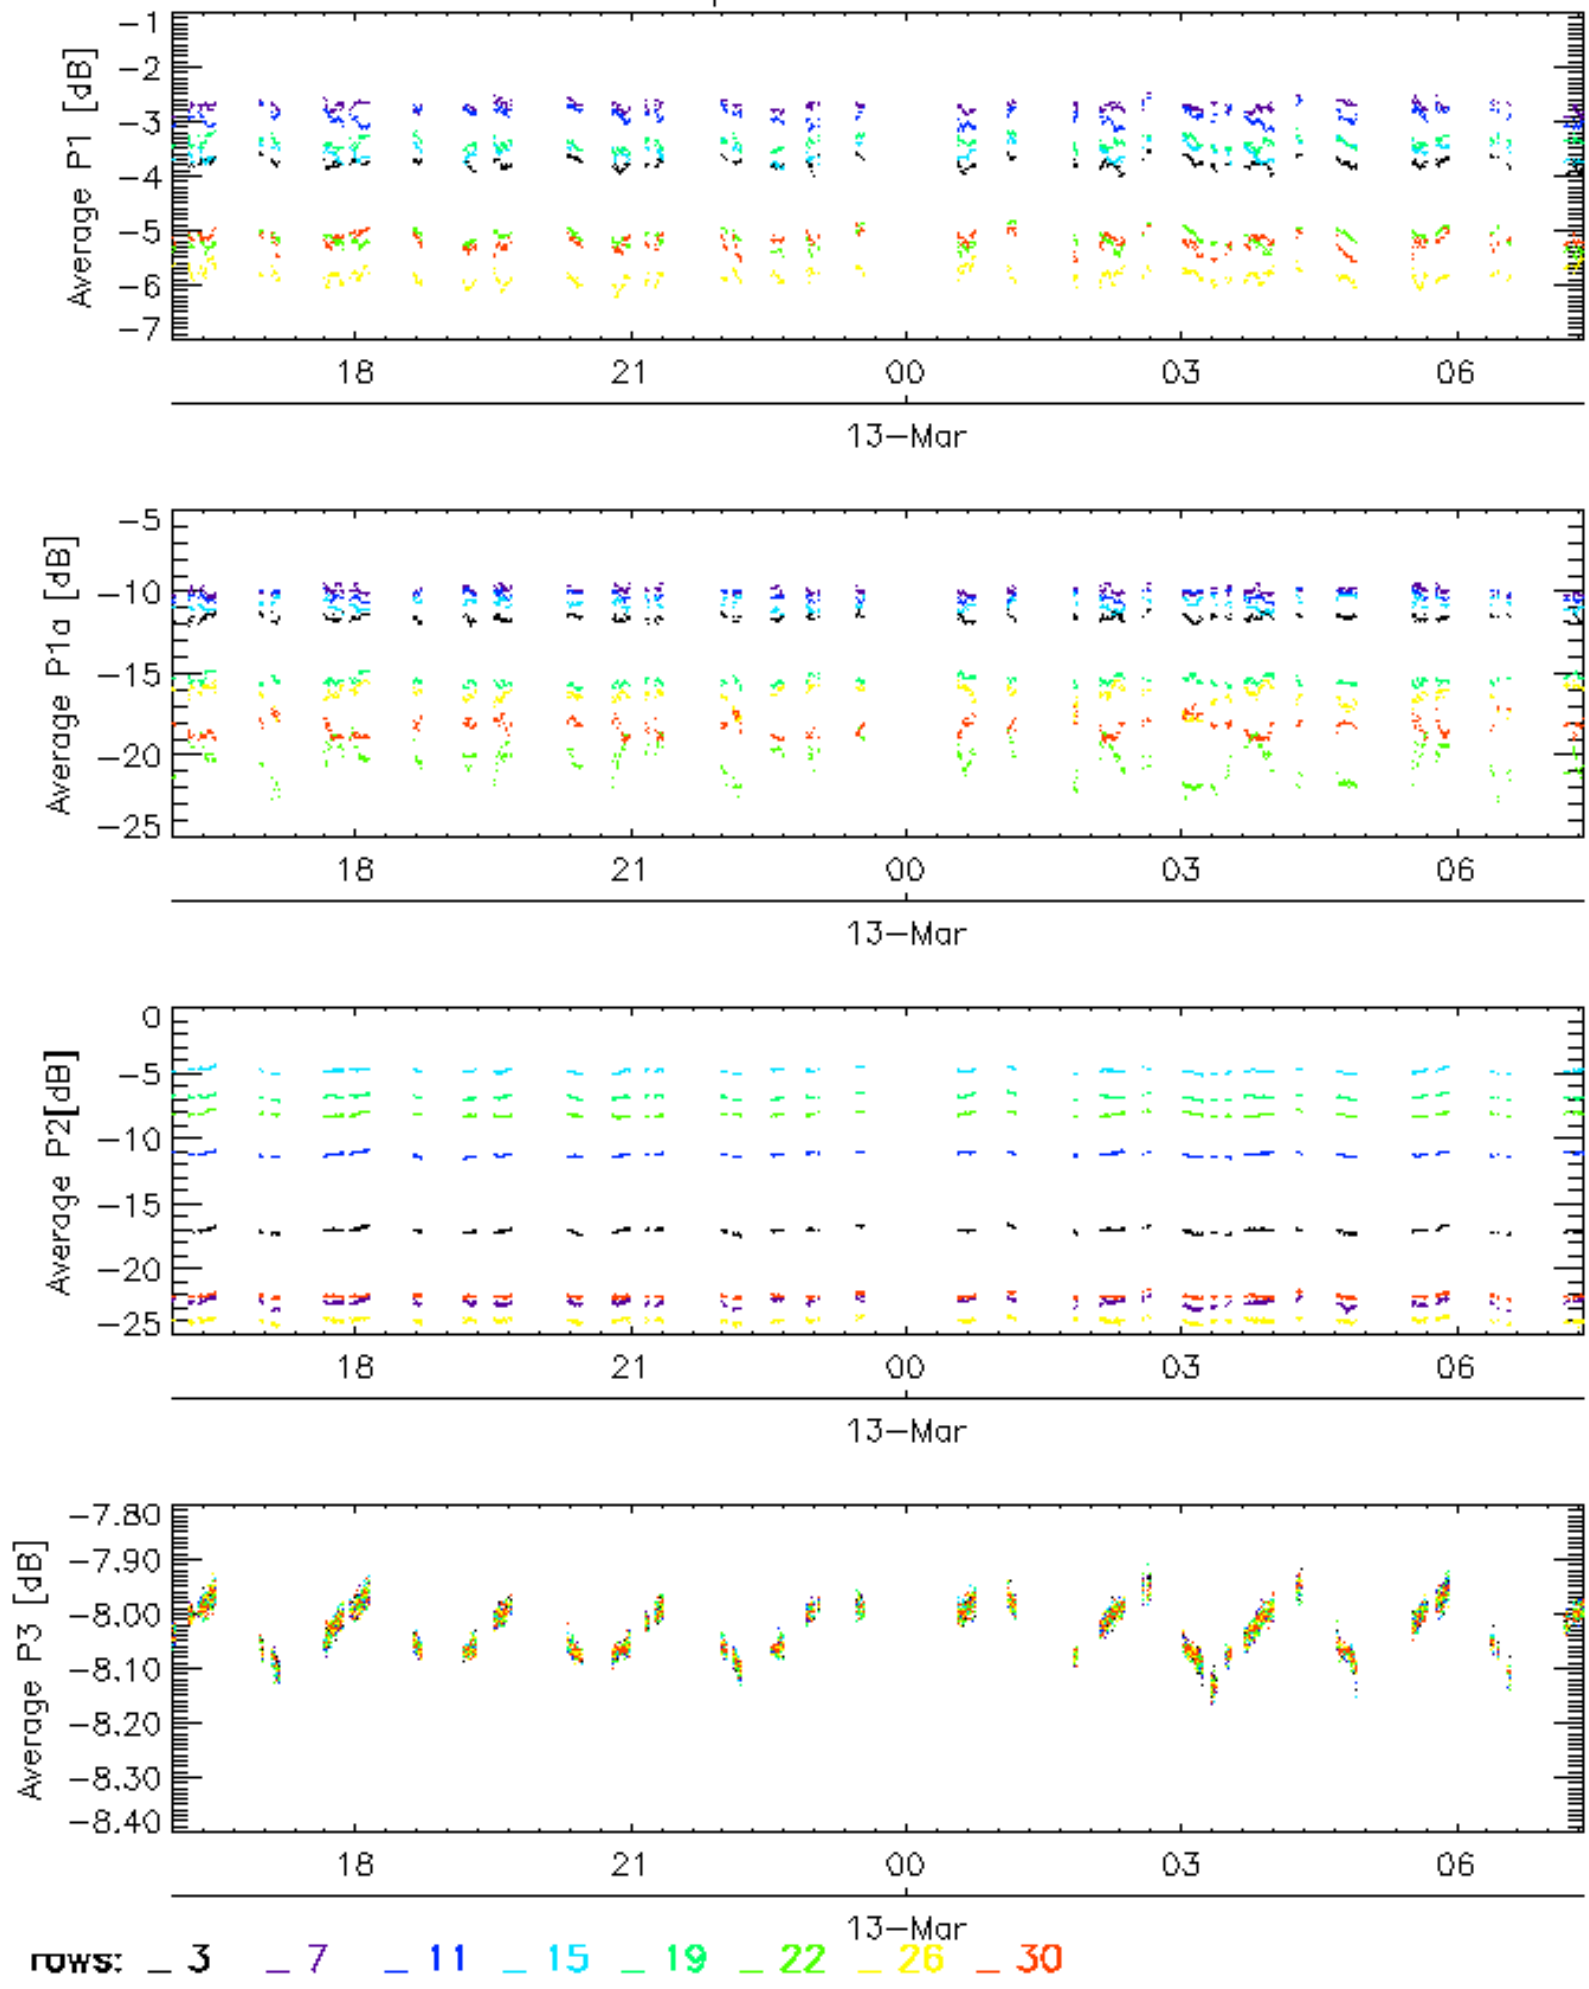 Average P1 [dB]
-1
-2
-3
-4
-5
-6
-7
18 21 00 03 06
13-Mar
Average P1a [dB]
-5
-10
-15
-20
-25
18 21 00 03 06
13-Mar
Average P2[dB]
0
-5
-10
-15
-20
-25
18 21 00 03 06
13-Mar
Average P3 [dB]
-7.80
-7.90
-8.00
-8.10
-8.20
-8.30
-8.40
18 21 00 03 06
13-Mar
rows: _ 3 _ 7 _ 11 _ 15 _ 19 _ 22 _ 26 _ 30